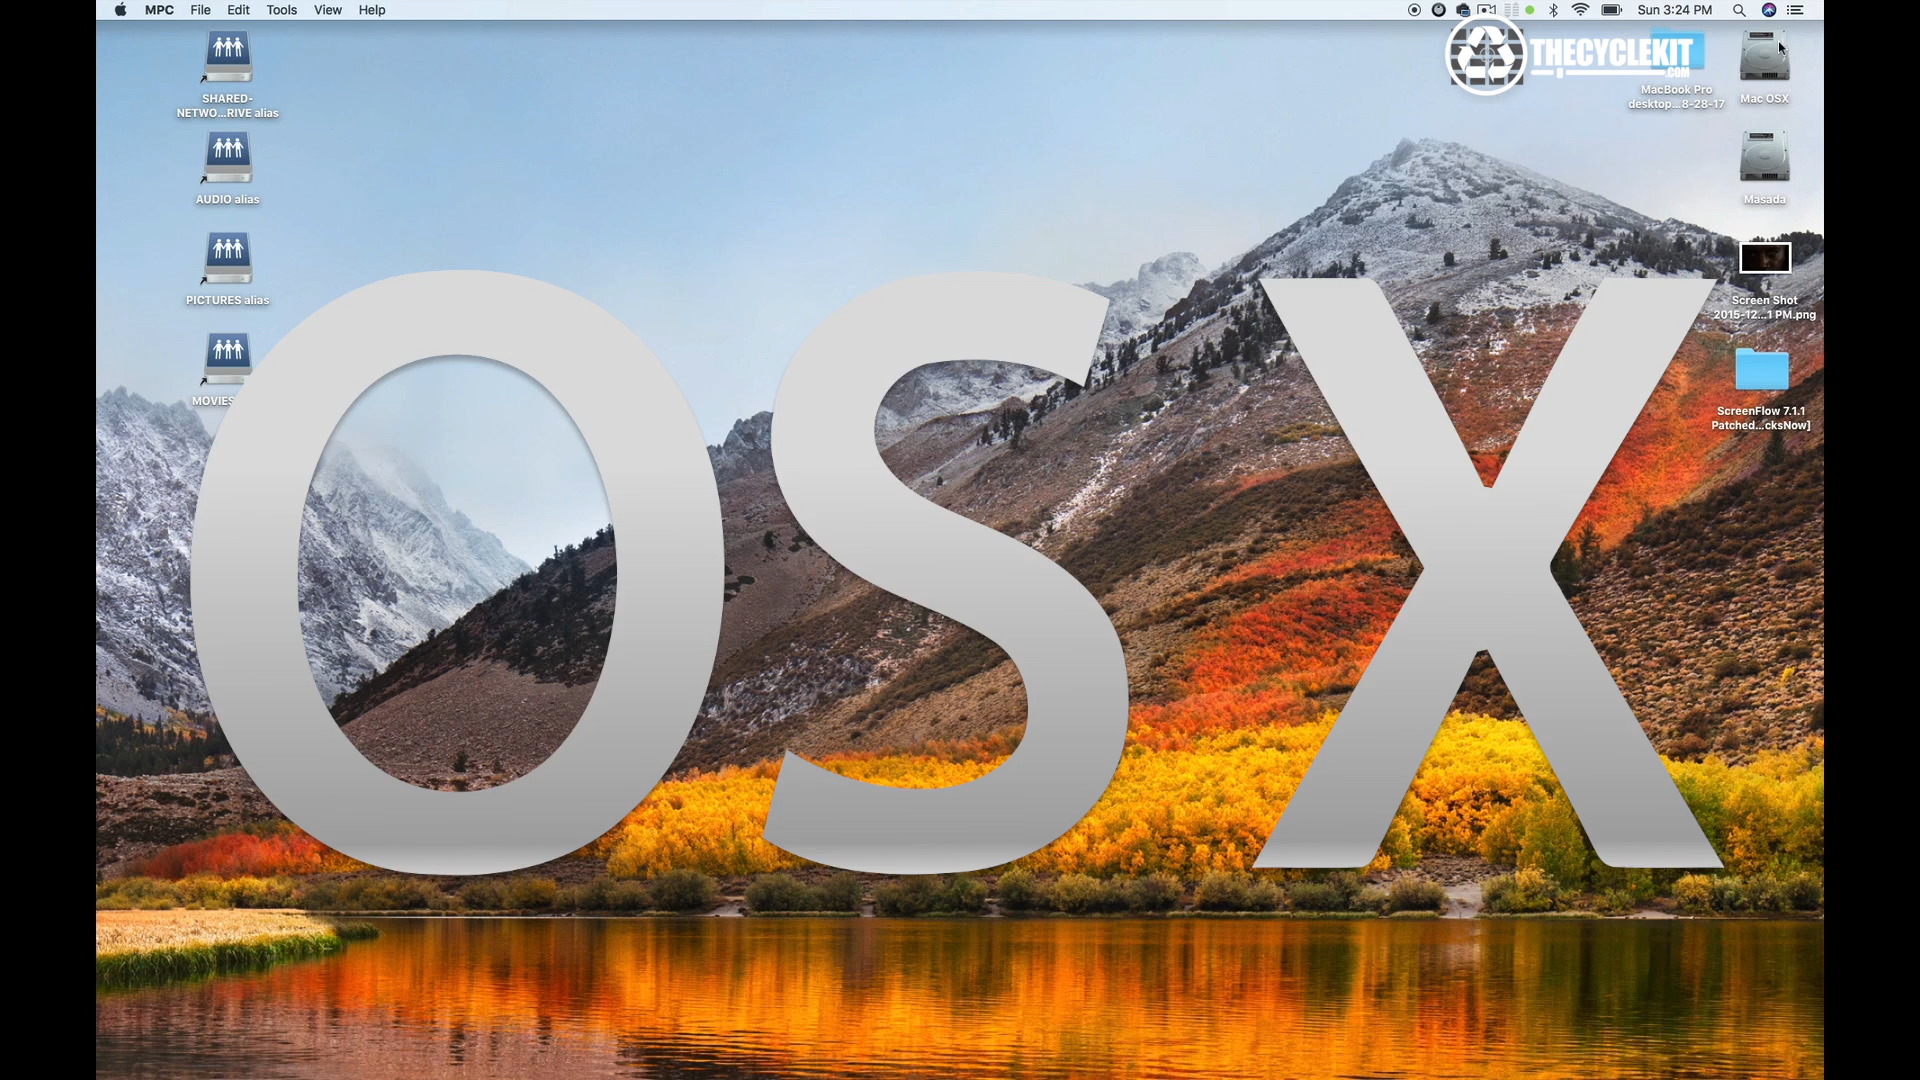 MPC File Edit Tools View Help
Sun 3:24 PM
THECYCLEKIT
.COM
SHARED-
NETWO...RIVE alias
AUDIO alias
PICTURES alias
MOVIES
MacBook Pro
desktop...8-28-17
Mac OSX
Masada
Screen Shot
2015-12...1 PM.png
ScreenFlow 7.1.1
Patched...cksNow]
OSX